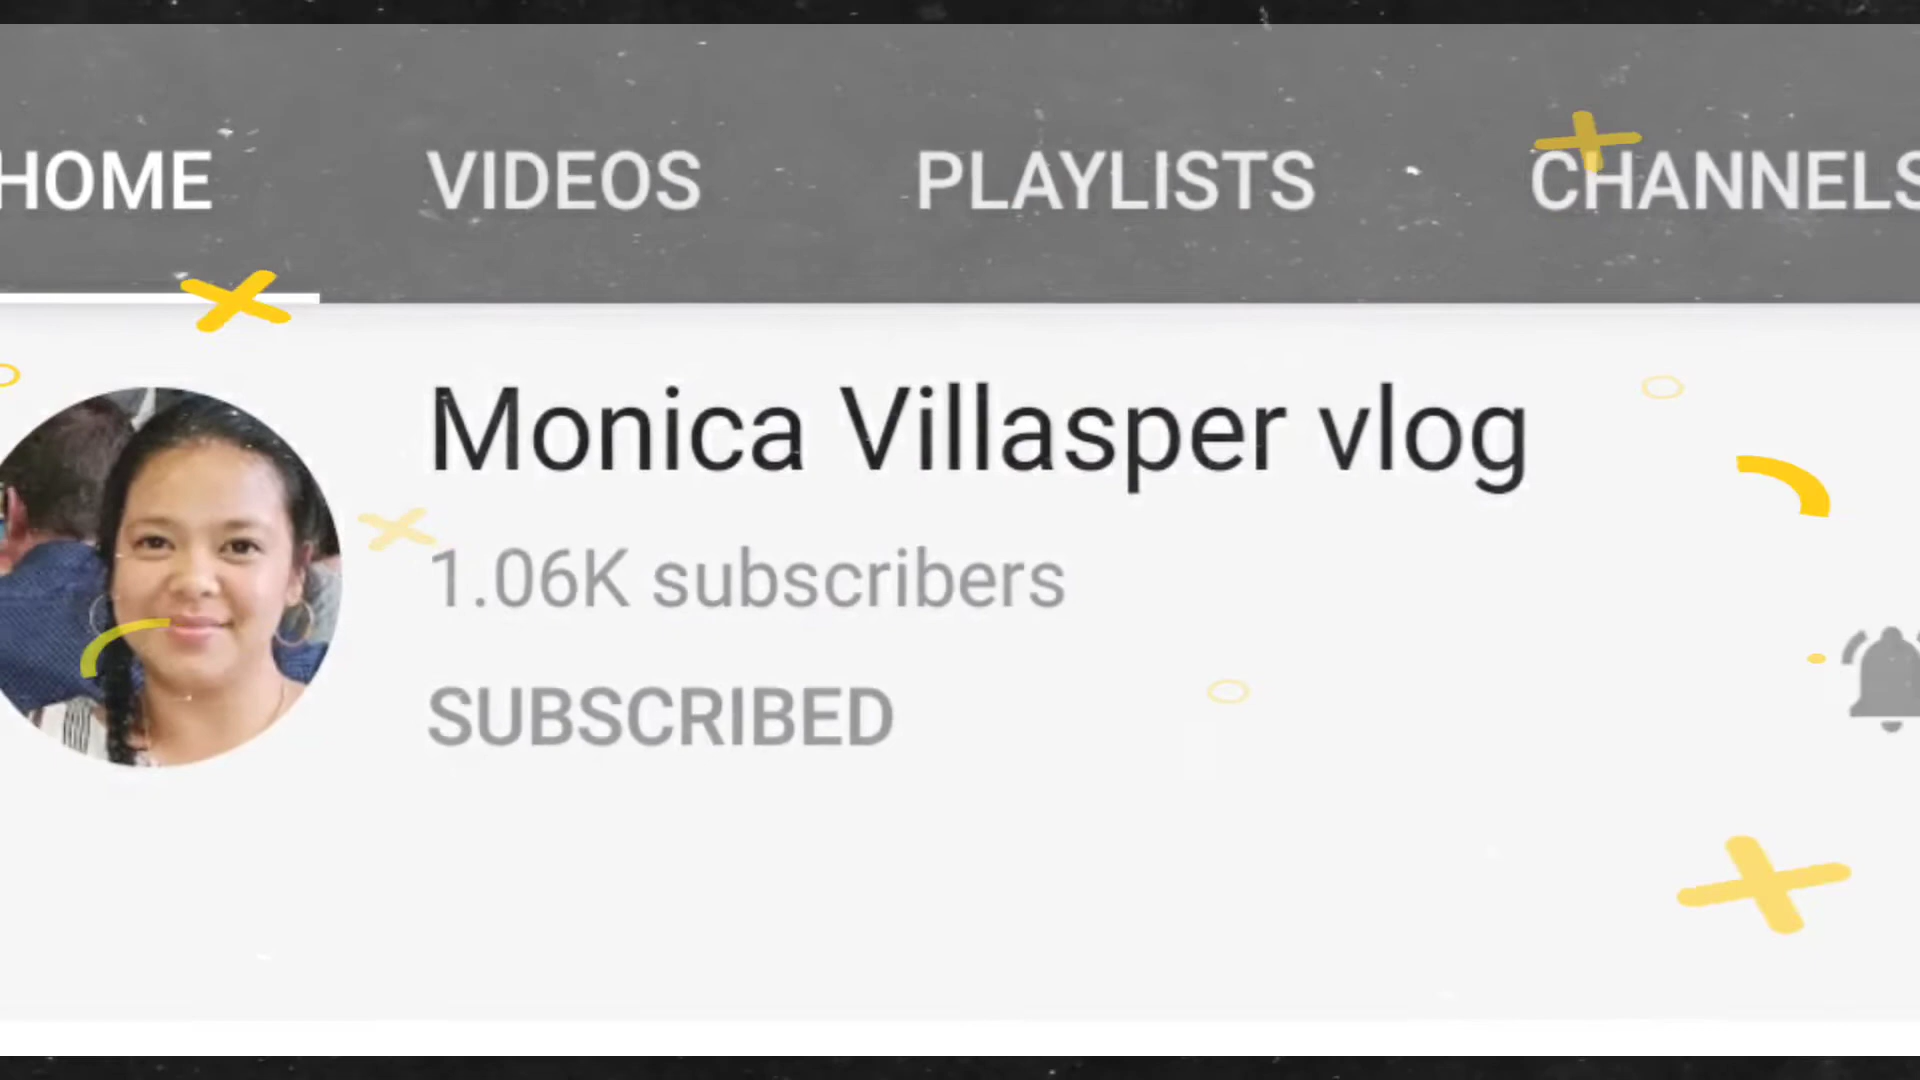 HOME VIDEOS PLAYLISTS CHANNELS
Monica Villasper vlog
1.06K subscribers
SUBSCRIBED